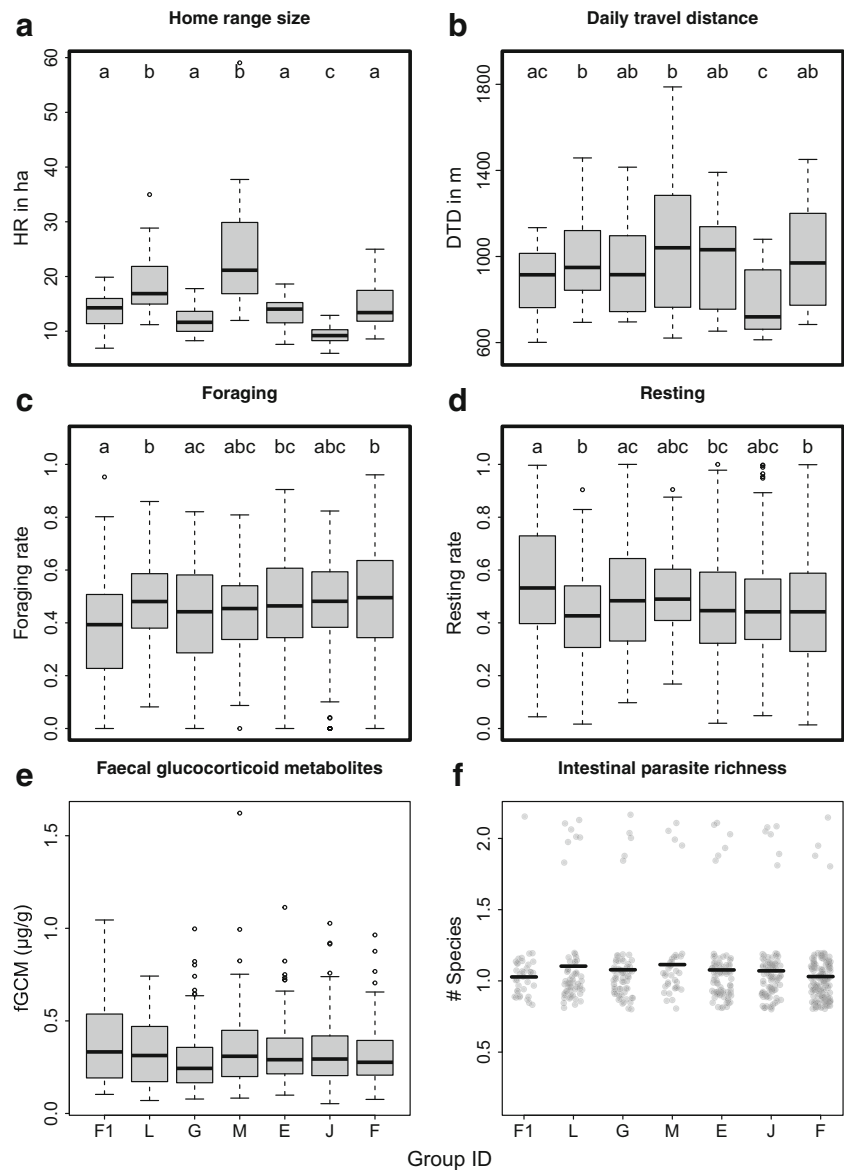 a Home range size
HR in ha
60
50
40
30
20
10
a b a b a c a
b Daily travel distance
DTD in m
1800
1400
1000
600
ac b ab b ab c ab
c Foraging
Foraging rate
1.0
0.8
0.6
0.4
0.2
0.0
a b ac abc bc abc b
d Resting
Resting rate
1.0
0.8
0.6
0.4
0.2
0.0
a b ac abc bc abc b
e Faecal glucocorticoid metabolites
fGCM (μg/g)
1.5
1.0
0.5
0.0
F1 L G M E J F
f Intestinal parasite richness
# Species
2.0
1.5
1.0
0.5
F1 L G M E J F
Group ID